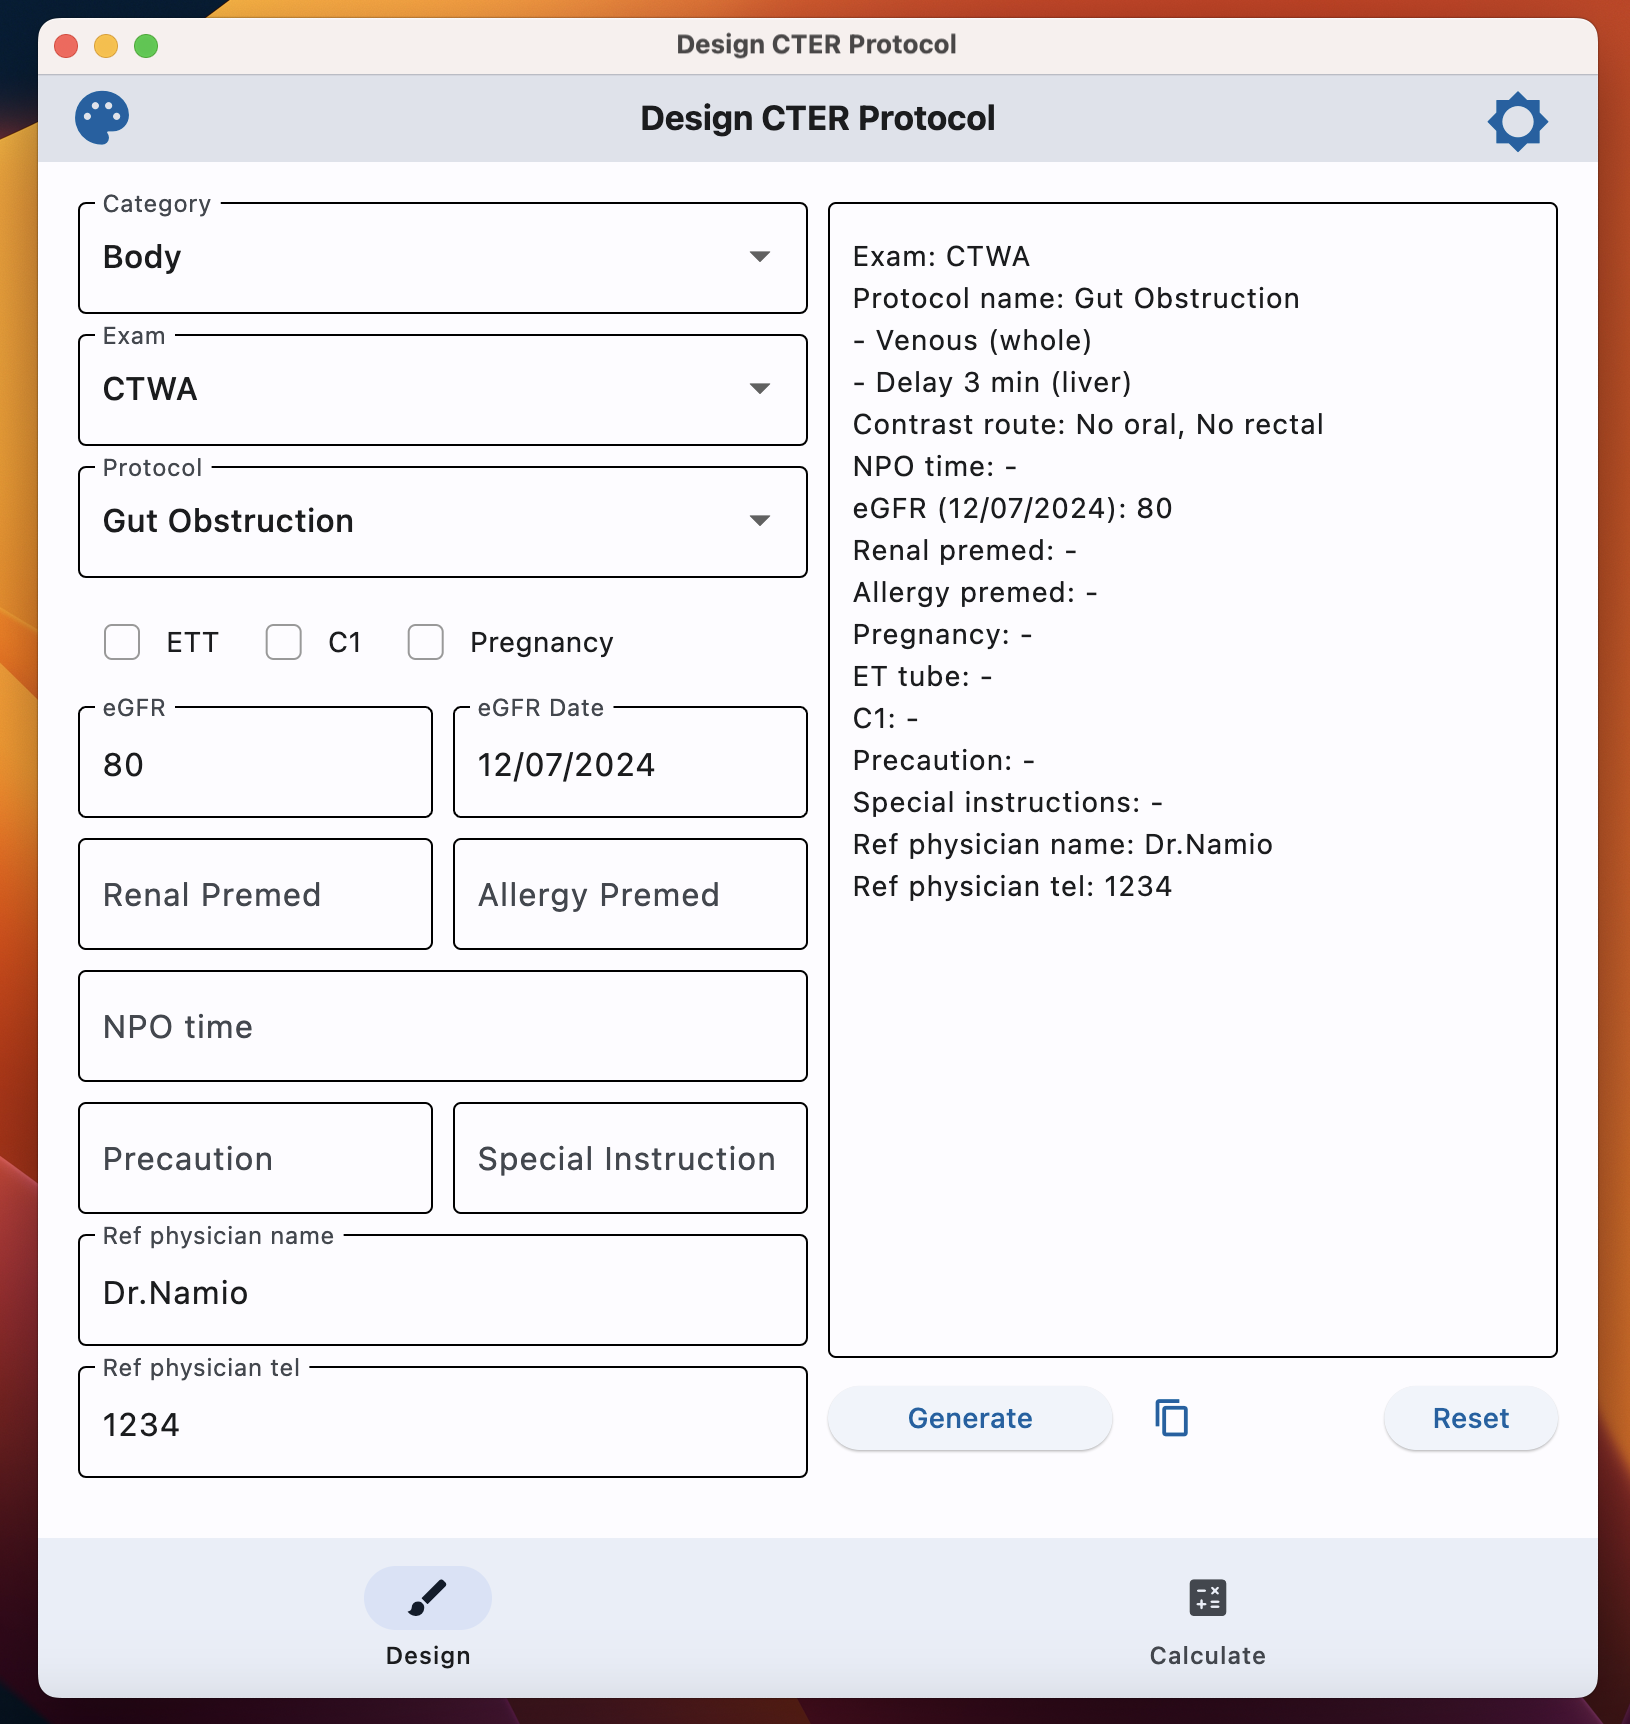 Design CTER Protocol
Design CTER Protocol
Category
Body
Exam
CTWA
Protocol
Gut Obstruction
ETT C1 Pregnancy
eGFR
80
eGFR Date
12/07/2024
Renal Premed
Allergy Premed
NPO time
Precaution
Special Instruction
Ref physician name
Dr.Namio
Ref physician tel
1234
Exam: CTWA
Protocol name: Gut Obstruction
- Venous (whole)
- Delay 3 min (liver)
Contrast route: No oral, No rectal
NPO time: -
eGFR (12/07/2024): 80
Renal premed: -
Allergy premed: -
Pregnancy: -
ET tube: -
C1: -
Precaution: -
Special instructions: -
Ref physician name: Dr.Namio
Ref physician tel: 1234
Generate
Reset
Design
Calculate